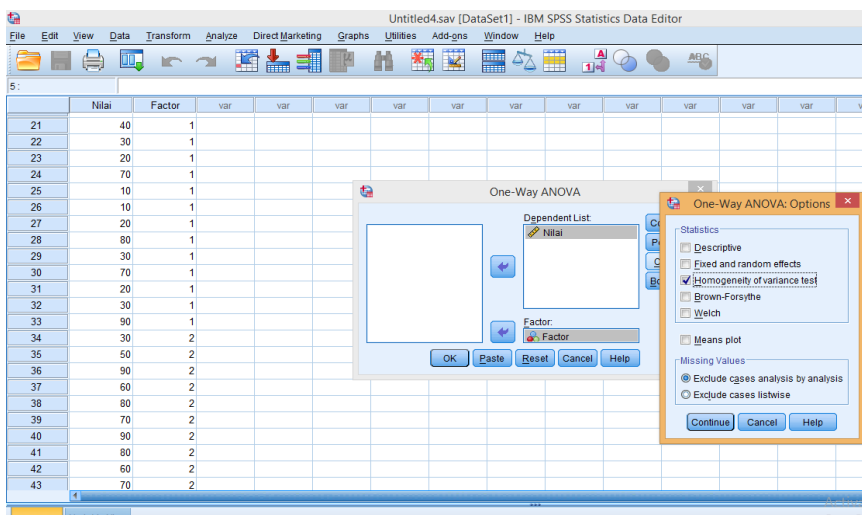 Untitled4.sav [DataSet1] - IBM SPSS Statistics Data Editor
File Edit View Data Transform Analyze Direct Marketing Graphs Utilities Add-ons Window Help
5 :
Nilai Factor var var var var var var var var var var var
21 40 1
22 30 1
23 20 1
24 70 1
25 10 1
26 10 1
27 20 1
28 80 1
29 30 1
30 70 1
31 20 1
32 30 1
33 90 1
34 30 2
35 50 2
36 90 2
37 60 2
38 80 2
39 70 2
40 90 2
41 80 2
42 60 2
43 70 2
One-Way ANOVA
Dependent List:
Nilai
Factor:
Factor
OK Paste Reset Cancel Help
One-Way ANOVA: Options
Statistics
Descriptive
Fixed and random effects
Homogeneity of variance test
Brown-Forsythe
Welch
Means plot
Missing Values
Exclude cases analysis by analysis
Exclude cases listwise
Continue Cancel Help